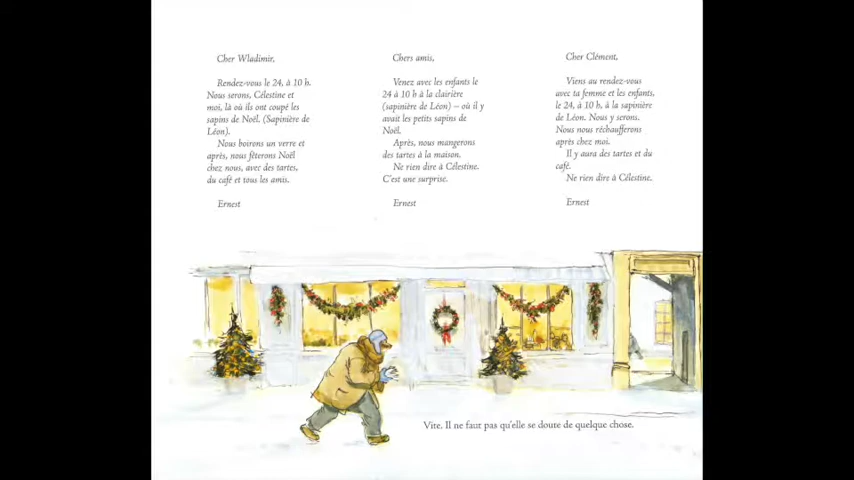 Cher Wladimir,
Rendez-vous le 24, à 10 h.
Nous serons, Célestine et
moi, là où ils ont coupé les
sapins de Noël. (Sapinière de
Léon).
Nous boirons un verre et
après, nous fêterons Noël
chez nous, avec des tartes,
du café et tous les amis.
Ernest
Chers amis,
Venez avec les enfants le
24 à 10 h à la clairière
(sapinière de Léon) – où il y
avait les petits sapins de
Noël.
Après, nous mangerons
des tartes à la maison.
Ne rien dire à Célestine.
C'est une surprise.
Ernest
Cher Clément,
Viens au rendez-vous
avec ta femme et les enfants,
le 24, à 10 h, à la sapinière
de Léon. Nous y serons.
Nous nous réchaufferons
après chez moi.
Il y aura des tartes et du
café.
Ne rien dire à Célestine.
Ernest
Vite. Il ne faut pas qu'elle se doute de quelque chose.